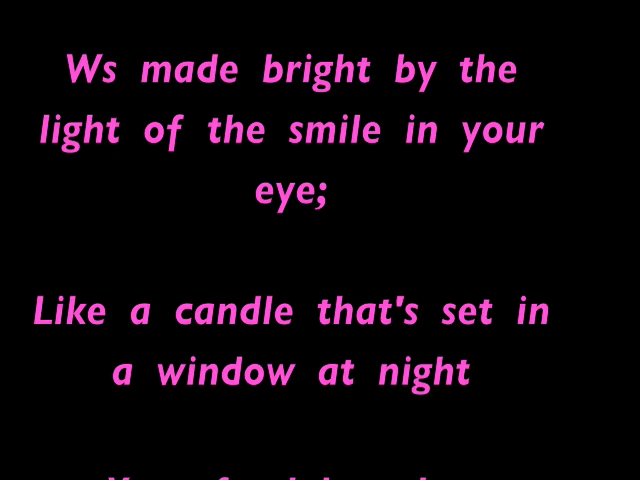 Ws made bright by the
light of the smile in your
eye;
Like a candle that's set in
a window at night